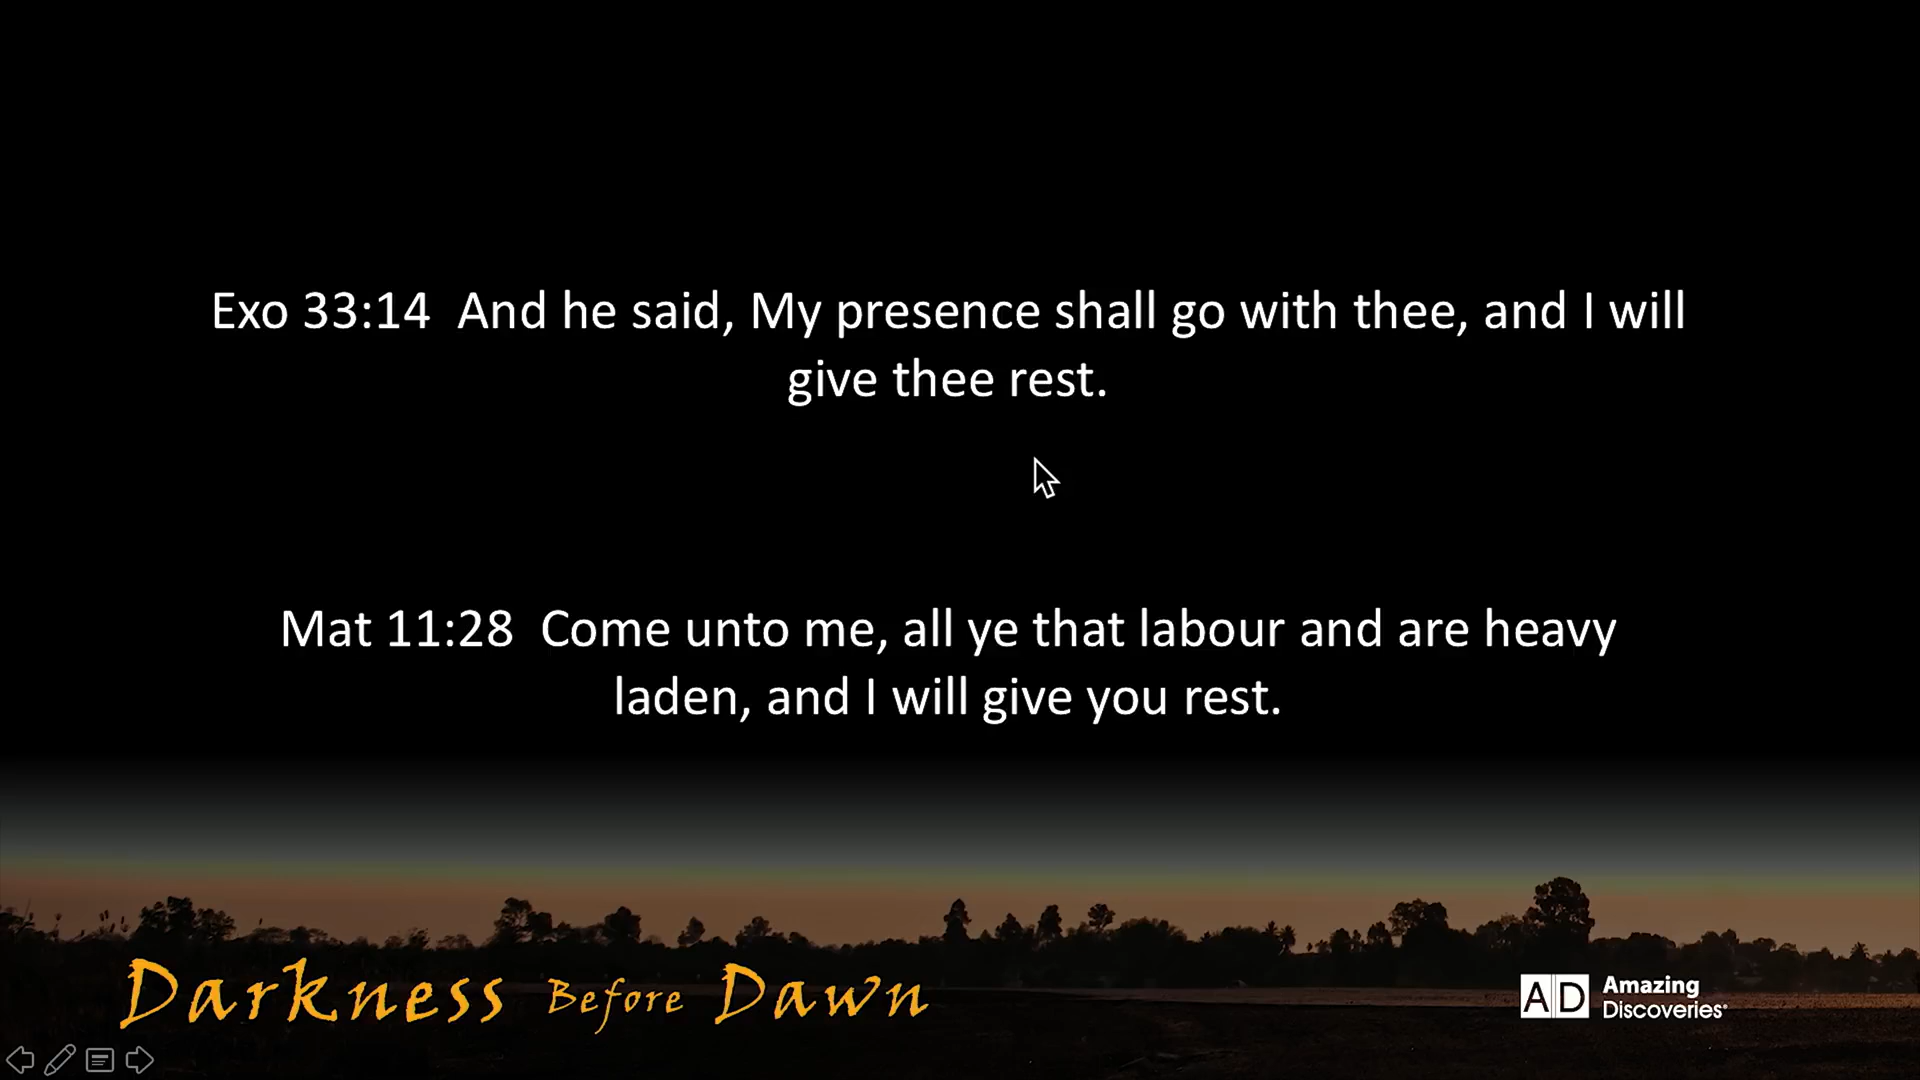 Exo 33:14  And he said, My presence shall go with thee, and I will
give thee rest.
Mat 11:28  Come unto me, all ye that labour and are heavy
laden, and I will give you rest.
Darkness Before Dawn
AD Amazing
Discoveries®